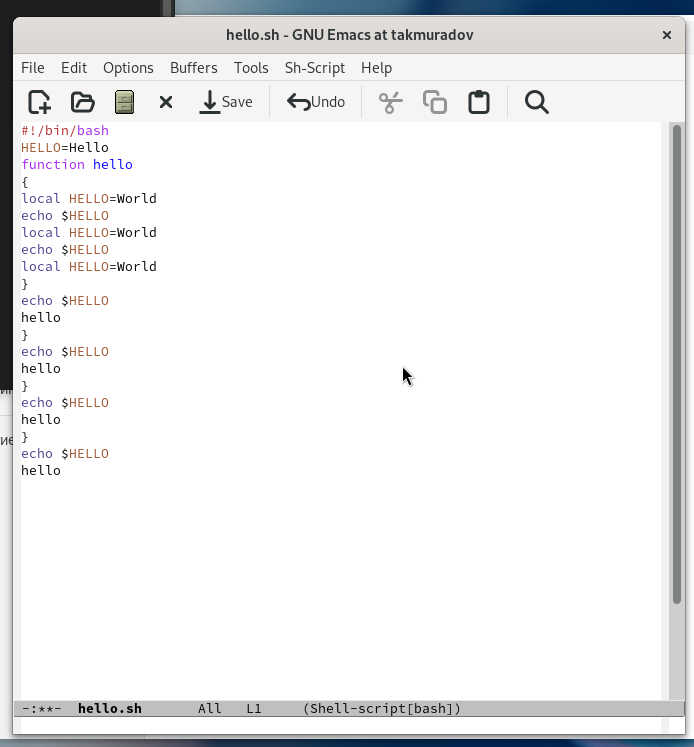 hello.sh - GNU Emacs at takmuradov
File Edit Options Buffers Tools Sh-Script Help
Save Undo
#!/bin/bash
HELLO=Hello
function hello
{
local HELLO=World
echo $HELLO
local HELLO=World
echo $HELLO
local HELLO=World
}
echo $HELLO
hello
}
echo $HELLO
hello
}
echo $HELLO
hello
}
echo $HELLO
hello
-:**- hello.sh All L1 (Shell-script[bash])